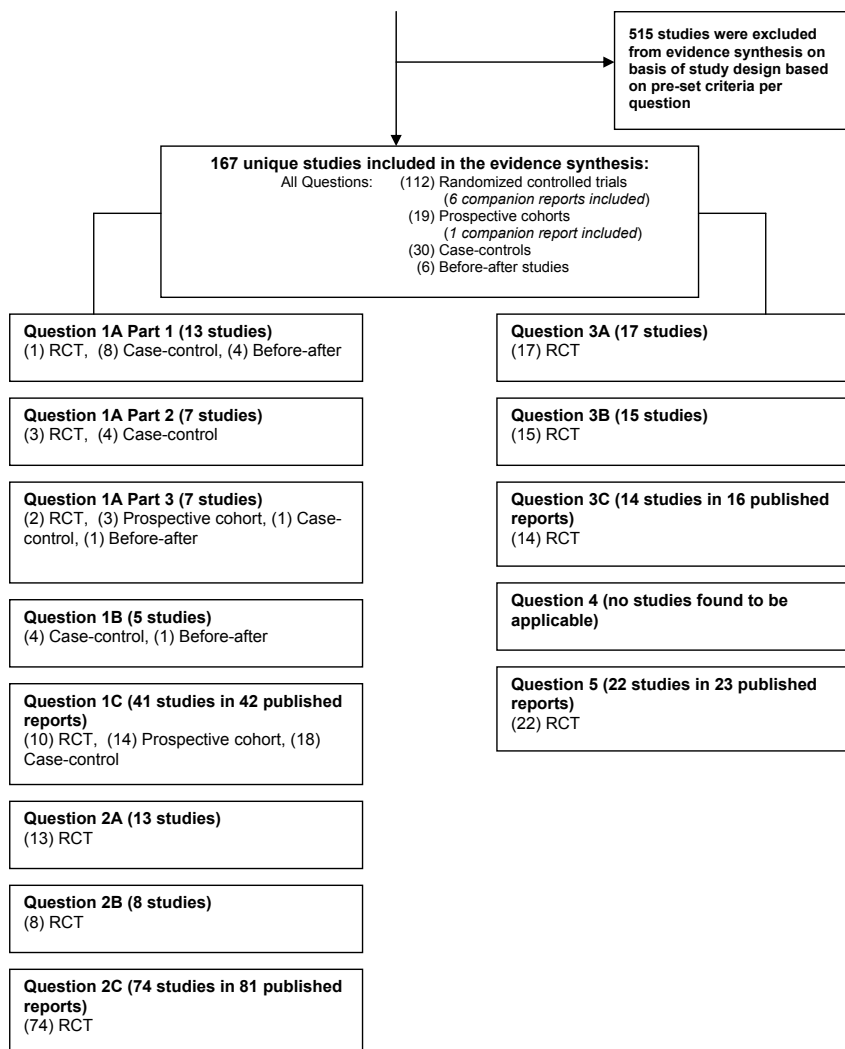 515 studies were excluded
from evidence synthesis on
basis of study design based
on pre-set criteria per
question
167 unique studies included in the evidence synthesis:
All Questions: (112) Randomized controlled trials
(6 companion reports included)
(19) Prospective cohorts
(1 companion report included)
(30) Case-controls
(6) Before-after studies
Question 1A Part 1 (13 studies)
(1) RCT, (8) Case-control, (4) Before-after
Question 1A Part 2 (7 studies)
(3) RCT, (4) Case-control
Question 1A Part 3 (7 studies)
(2) RCT, (3) Prospective cohort, (1) Case-
control, (1) Before-after
Question 1B (5 studies)
(4) Case-control, (1) Before-after
Question 1C (41 studies in 42 published
reports)
(10) RCT, (14) Prospective cohort, (18)
Case-control
Question 2A (13 studies)
(13) RCT
Question 2B (8 studies)
(8) RCT
Question 2C (74 studies in 81 published
reports)
(74) RCT
Question 3A (17 studies)
(17) RCT
Question 3B (15 studies)
(15) RCT
Question 3C (14 studies in 16 published
reports)
(14) RCT
Question 4 (no studies found to be
applicable)
Question 5 (22 studies in 23 published
reports)
(22) RCT